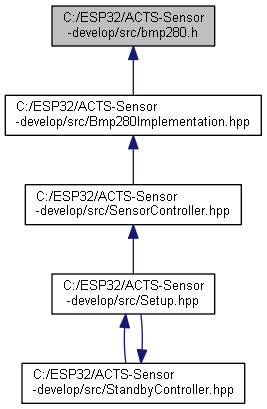 C:/ESP32/ACTS-Sensor
-develop/src/bmp280.h
C:/ESP32/ACTS-Sensor
-develop/src/Bmp280Implementation.hpp
C:/ESP32/ACTS-Sensor
-develop/src/SensorController.hpp
C:/ESP32/ACTS-Sensor
-develop/src/Setup.hpp
C:/ESP32/ACTS-Sensor
-develop/src/StandbyController.hpp